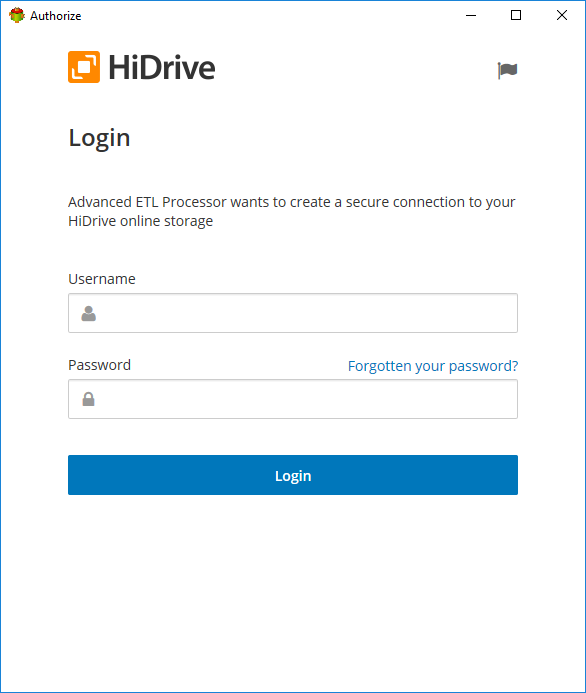 Authorize
HiDrive
Login
Advanced ETL Processor wants to create a secure connection to your
HiDrive online storage
Username
Password
Forgotten your password?
Login